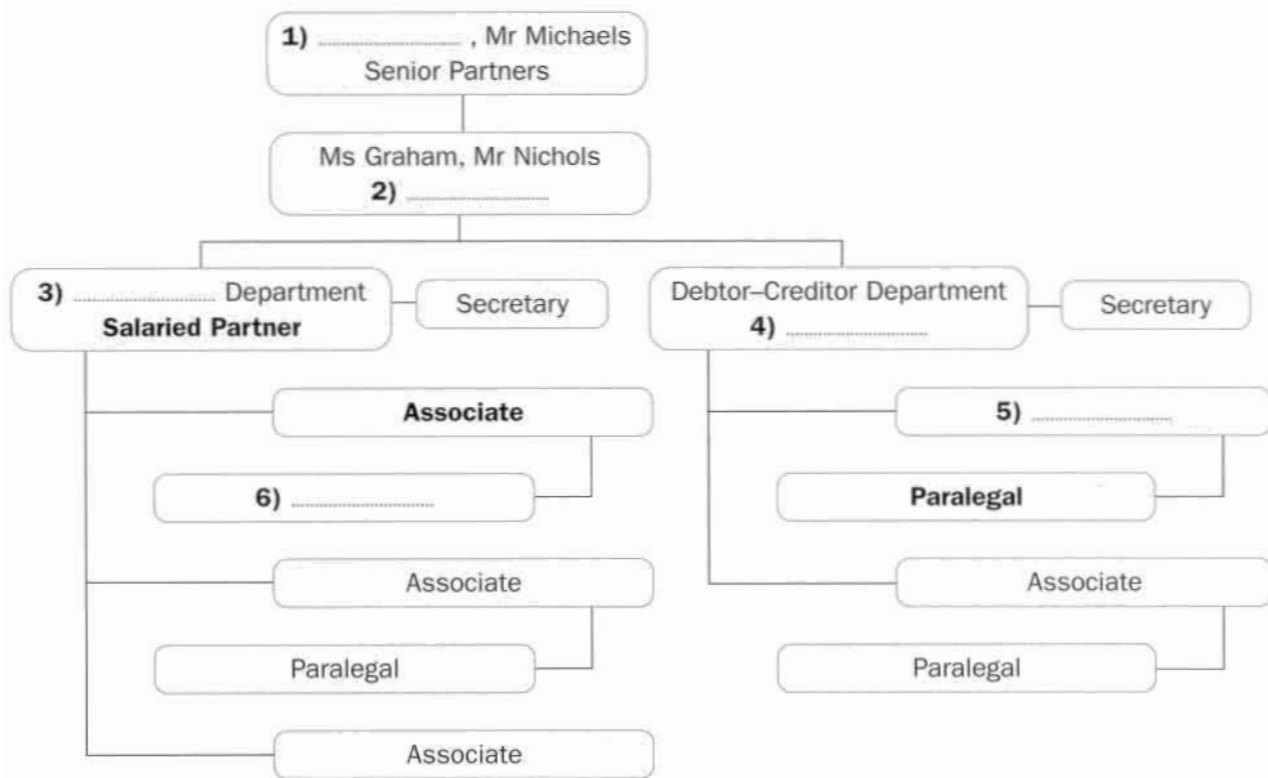 1) ........................ , Mr Michaels
Senior Partners
Ms Graham, Mr Nichols
2) ........................
3) ........................ Department
Salaried Partner
Secretary
Debtor–Creditor Department
4) ........................
Secretary
Associate
6) ........................
Associate
Paralegal
Associate
5) ........................
Paralegal
Associate
Paralegal